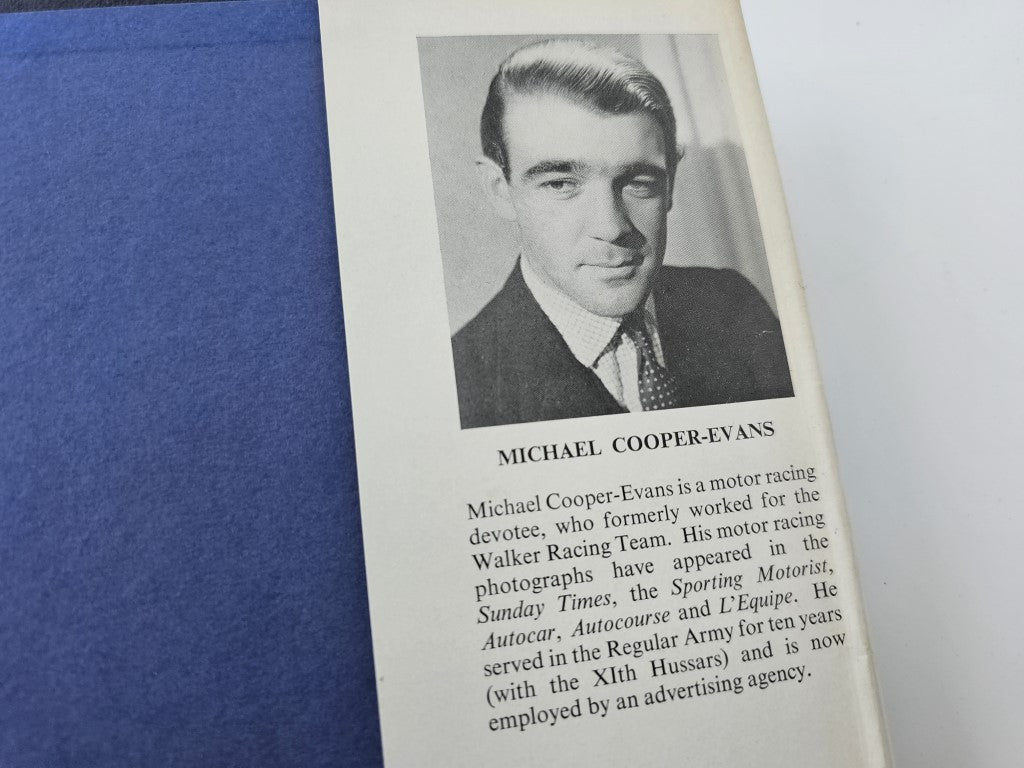 MICHAEL COOPER-EVANS
Michael Cooper-Evans is a motor racing
devotee, who formerly worked for the
Walker Racing Team. His motor racing
photographs have appeared in the
Sunday Times, the Sporting Motorist,
Autocar, Autocourse and L'Equipe. He
served in the Regular Army for ten years
(with the XIth Hussars) and is now
employed by an advertising agency.